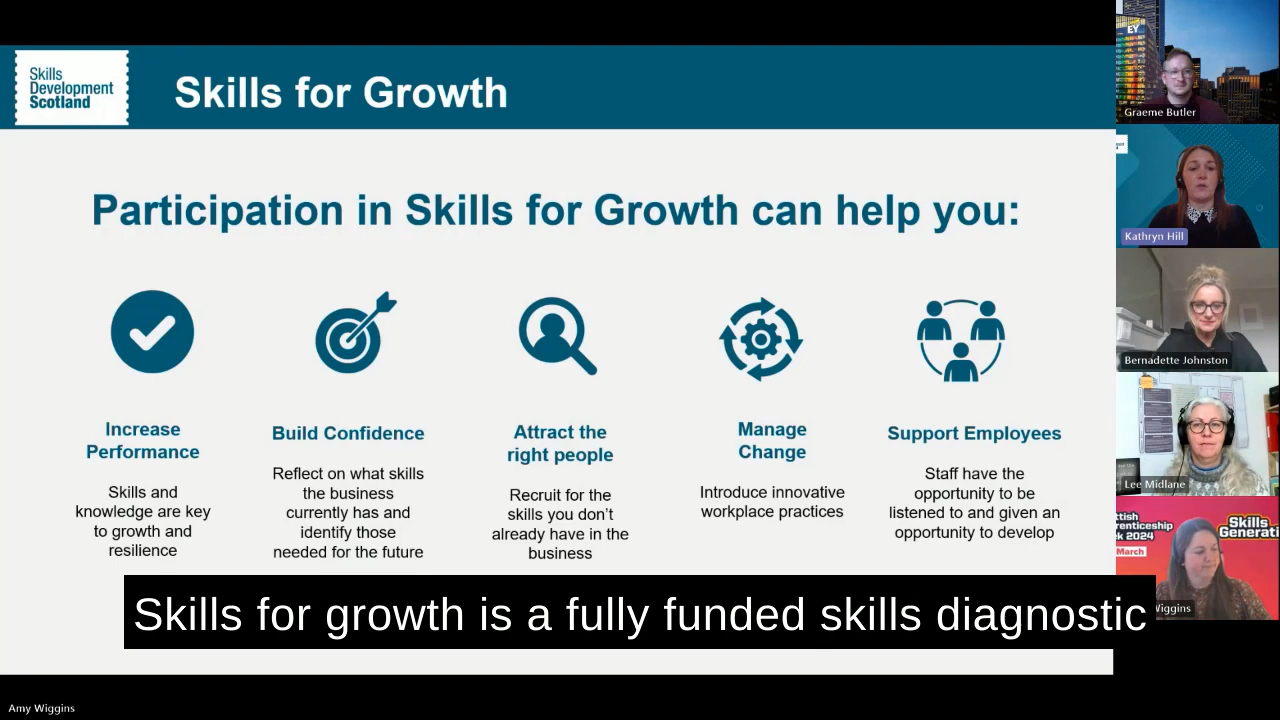 Skills
Development
Scotland
Skills for Growth
Participation in Skills for Growth can help you:
Increase
Performance
Skills and
knowledge are key
to growth and
resilience
Build Confidence
Reflect on what skills
the business
currently has and
identify those
needed for the future
Attract the
right people
Recruit for the
skills you don't
already have in the
business
Manage
Change
Introduce innovative
workplace practices
Support Employees
Staff have the
opportunity to be
listened to and given an
opportunity to develop
Skills for growth is a fully funded skills diagnostic
EY
Graeme Butler
Kathryn Hill
Bernadette Johnston
Lee Midlane
2024
March
Skills
Wiggins
Amy Wiggins